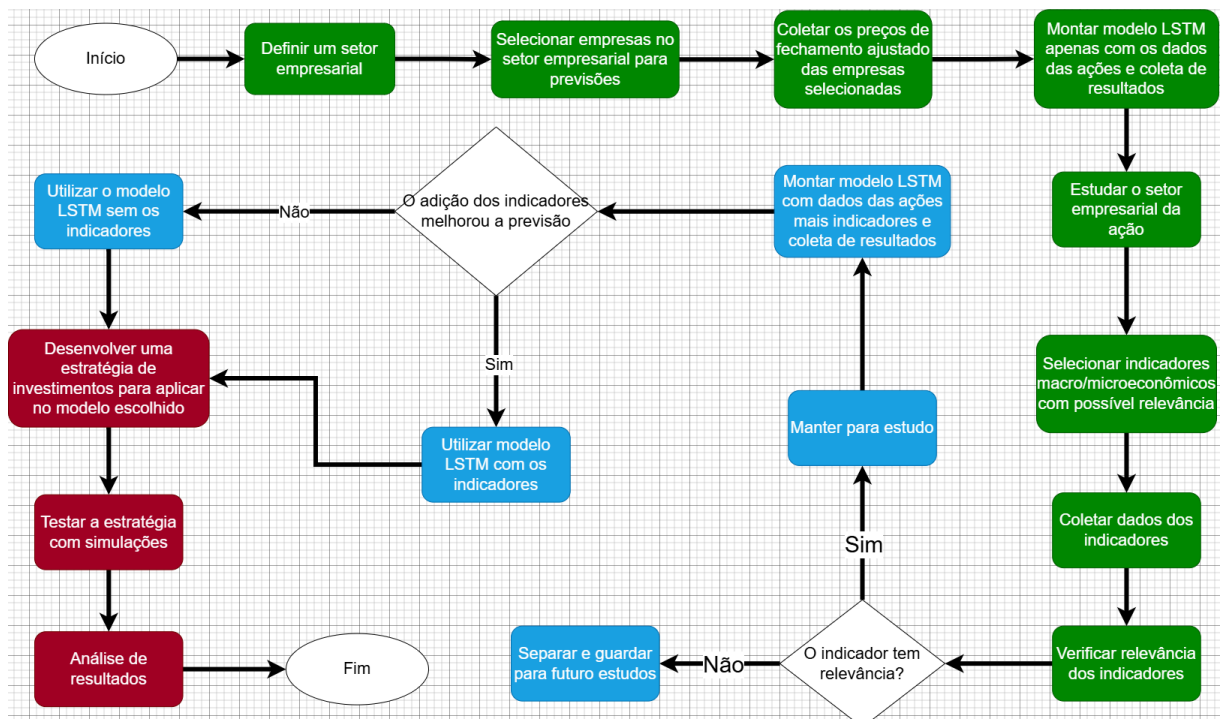 Início
Definir um setor
empresarial
Selecionar empresas no
setor empresarial para
previsões
Coletar os preços de
fechamento ajustado
das empresas
selecionadas
Montar modelo LSTM
apenas com os dados
das ações e coleta de
resultados
Estudar o setor
empresarial da
ação
Selecionar indicadores
macro/microeconômicos
com possível relevância
Coletar dados dos
indicadores
Verificar relevância
dos indicadores
O indicador tem
relevância?
Não
Separar e guardar
para futuro estudos
Sim
Manter para estudo
Montar modelo LSTM
com dados das ações
mais indicadores e
coleta de resultados
O adição dos indicadores
melhorou a previsão
Não
Utilizar o modelo
LSTM sem os
indicadores
Sim
Utilizar modelo
LSTM com os
indicadores
Desenvolver uma
estratégia de
investimentos para aplicar
no modelo escolhido
Testar a estratégia
com simulações
Análise de
resultados
Fim